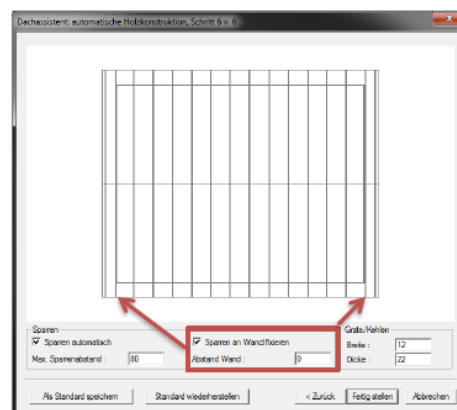 Dachassistent: automatische Holzkonstruktion, Schritt 6 v. 6
Sparren
Sparren automatisch
Max. Sparrenabstand : 80
Sparren an Wand fixieren
Abstand Wand : 0
Grate/Kehlen
Breite : 12
Dicke : 22
Als Standard speichern
Standard wiederherstellen
< Zurück
Fertig stellen
Abbrechen